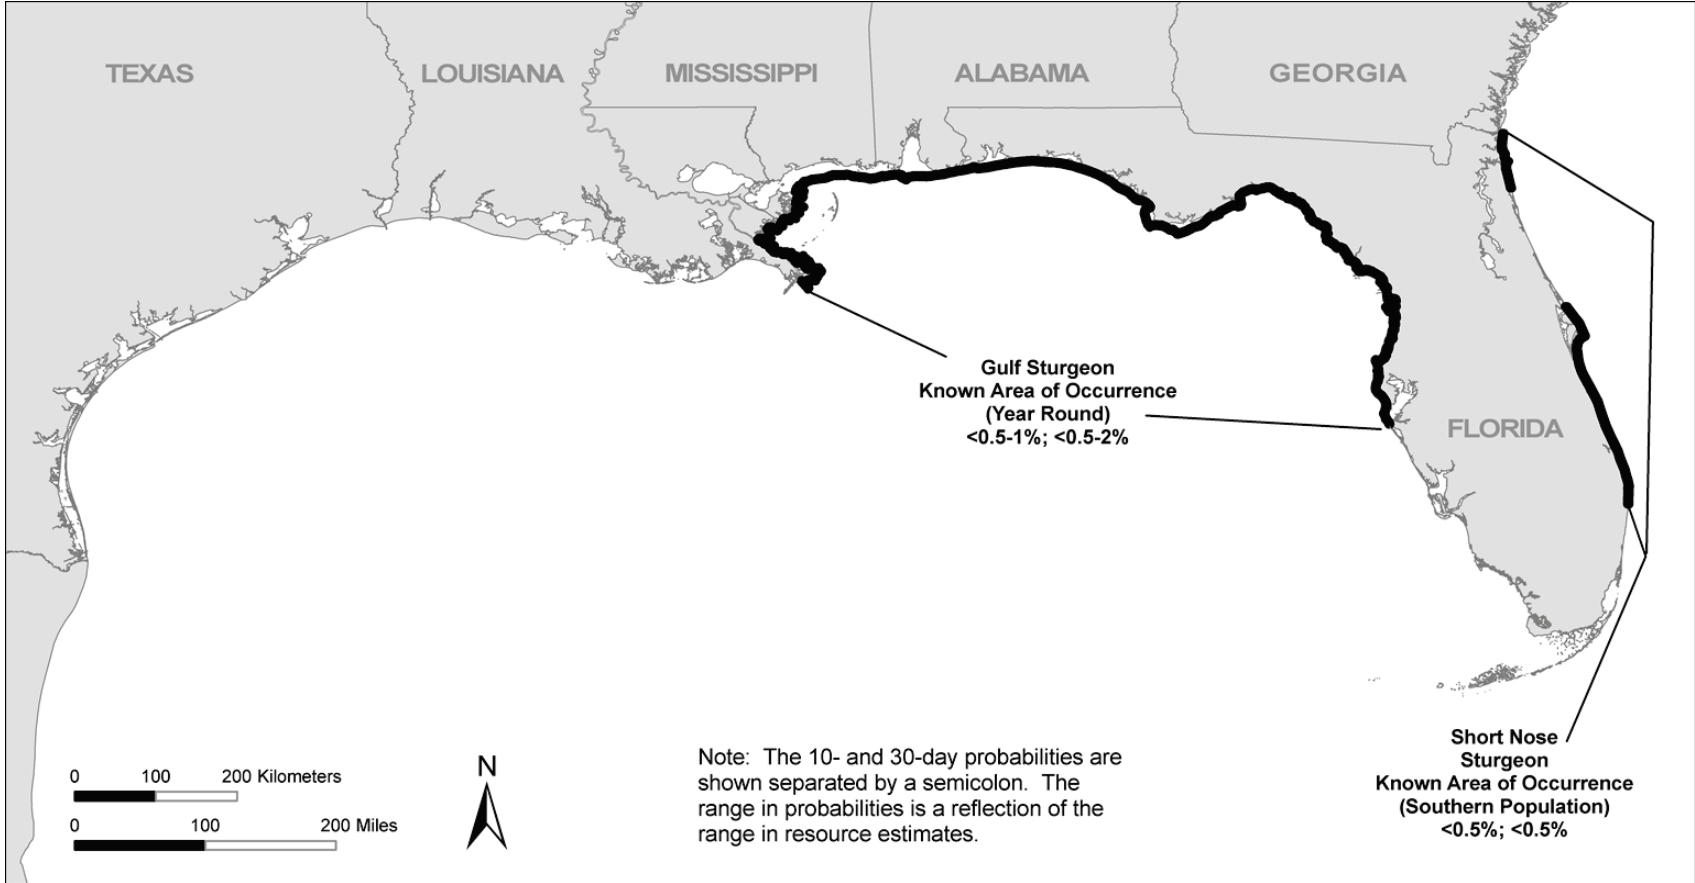 TEXAS
LOUISIANA
MISSISSIPPI
ALABAMA
GEORGIA
Gulf Sturgeon
Known Area of Occurrence
(Year Round)
<0.5-1%; <0.5-2%
FLORIDA
Short Nose
Sturgeon
Known Area of Occurrence
(Southern Population)
<0.5%; <0.5%
Note: The 10- and 30-day probabilities are
shown separated by a semicolon. The
range in probabilities is a reflection of the
range in resource estimates.
N
0 100 200 Kilometers
0 100 200 Miles